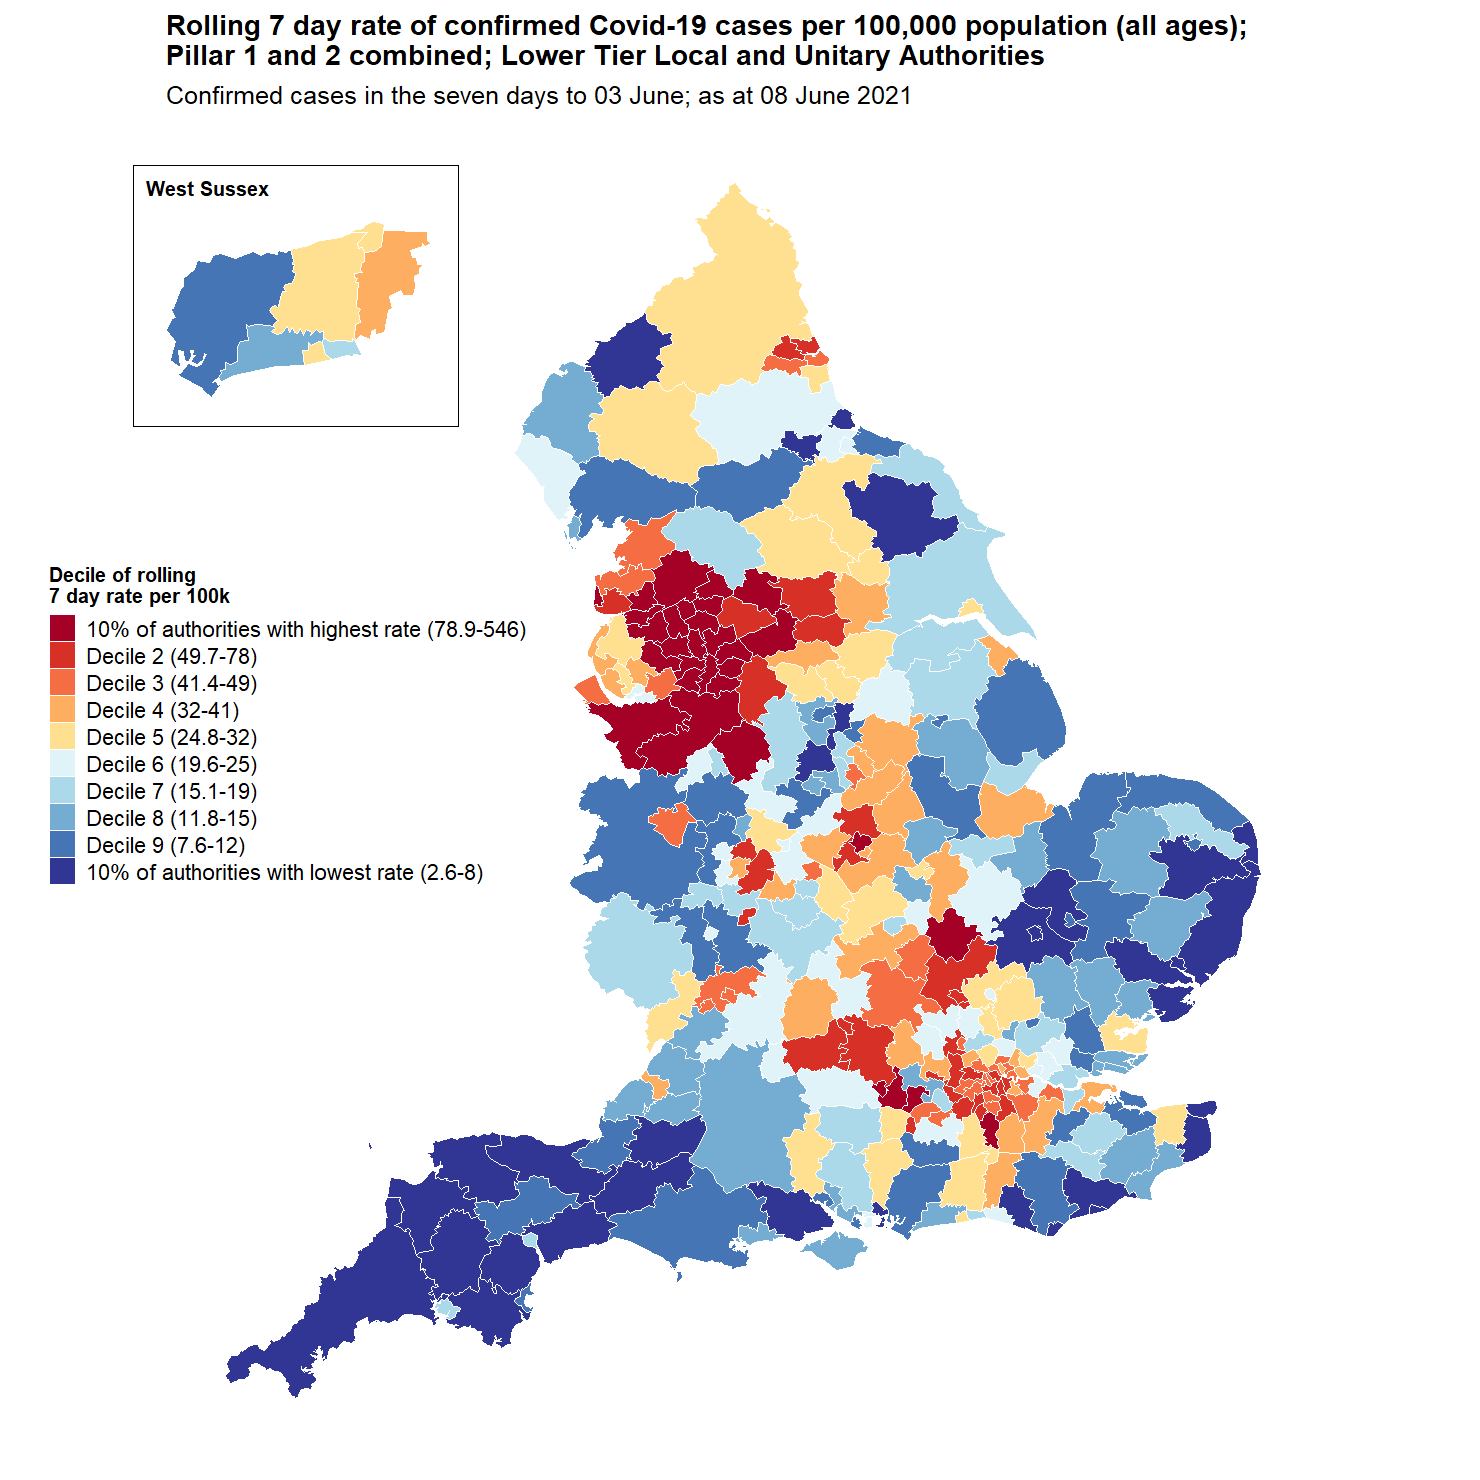 Rolling 7 day rate of confirmed Covid-19 cases per 100,000 population (all ages);
Pillar 1 and 2 combined; Lower Tier Local and Unitary Authorities
Confirmed cases in the seven days to 03 June; as at 08 June 2021
West Sussex
Decile of rolling
7 day rate per 100k
10% of authorities with highest rate (78.9-546)
Decile 2 (49.7-78)
Decile 3 (41.4-49)
Decile 4 (32-41)
Decile 5 (24.8-32)
Decile 6 (19.6-25)
Decile 7 (15.1-19)
Decile 8 (11.8-15)
Decile 9 (7.6-12)
10% of authorities with lowest rate (2.6-8)